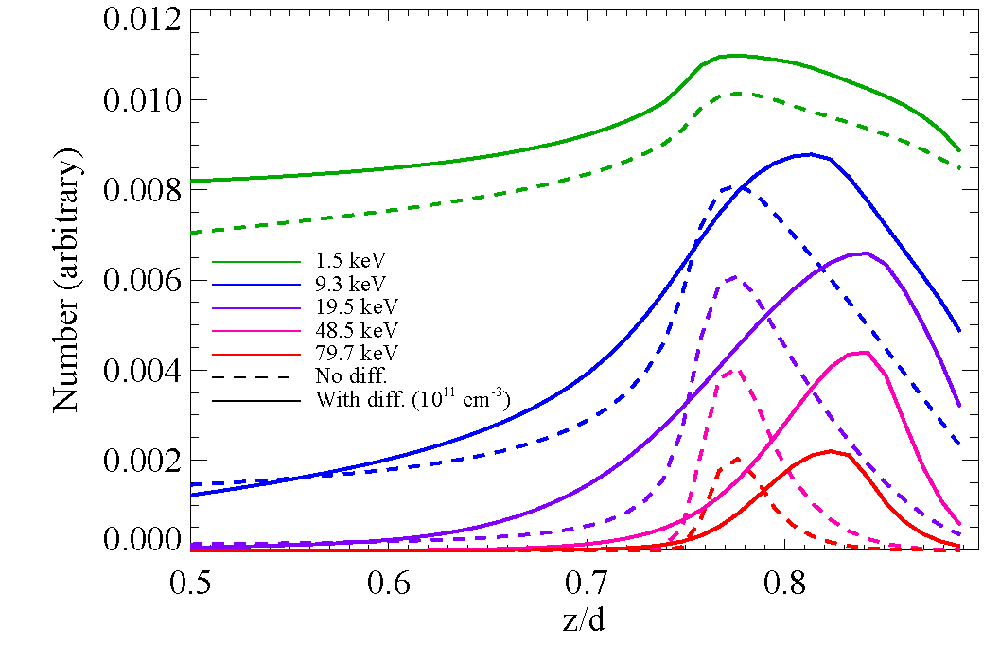 0.012
0.010
0.008
0.006
0.004
0.002
0.000
Number (arbitrary)
1.5 keV
9.3 keV
19.5 keV
48.5 keV
79.7 keV
No diff.
With diff. (10¹¹ cm⁻³)
0.5 0.6 0.7 0.8
z/d